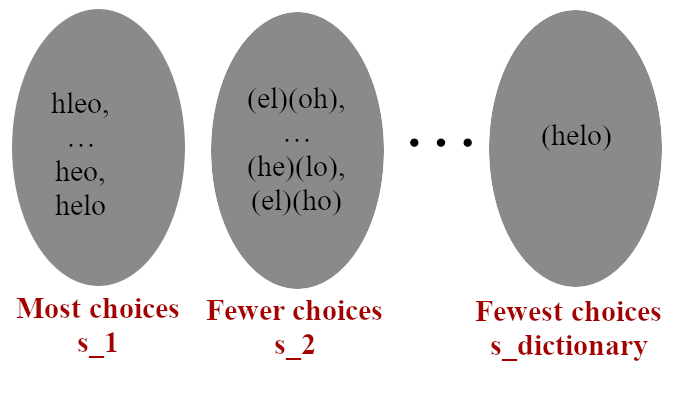 hleo,
…
heo,
helo
Most choices
s_1
(el)(oh),
…
(he)(lo),
(el)(ho)
Fewer choices
s_2
...
(helo)
Fewest choices
s_dictionary